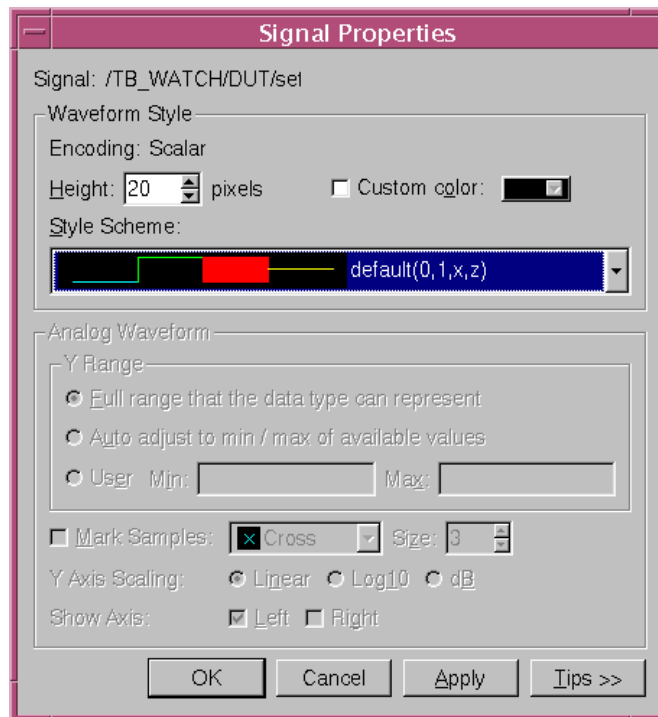 Signal Properties
Signal: /TB_WATCH/DUT/set
Waveform Style
Encoding: Scalar
Height: 20 pixels Custom color:
Style Scheme:
default(0,1,x,z)
Analog Waveform
Y Range
Full range that the data type can represent
Auto adjust to min / max of available values
User Min: Max:
Mark Samples: Cross Size: 3
Y Axis Scaling: Linear Log10 dB
Show Axis: Left Right
OK Cancel Apply Tips >>